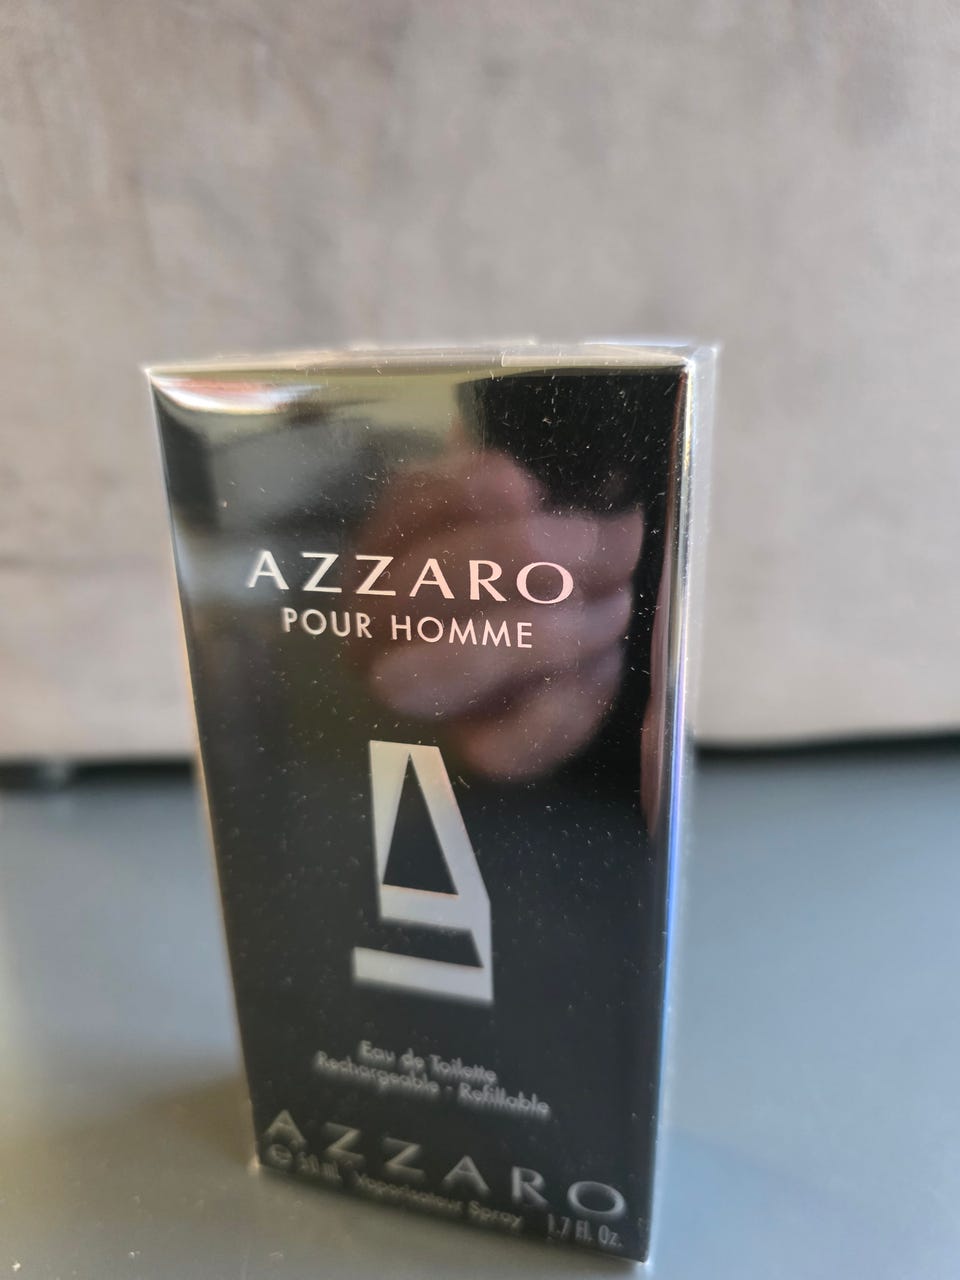 AZZARO
POUR HOMME
Eau de Toilette
Rechargeable - Refillable
AZZARO
℮ 50 ml Vaporisateur Spray 1.7 Fl. Oz.